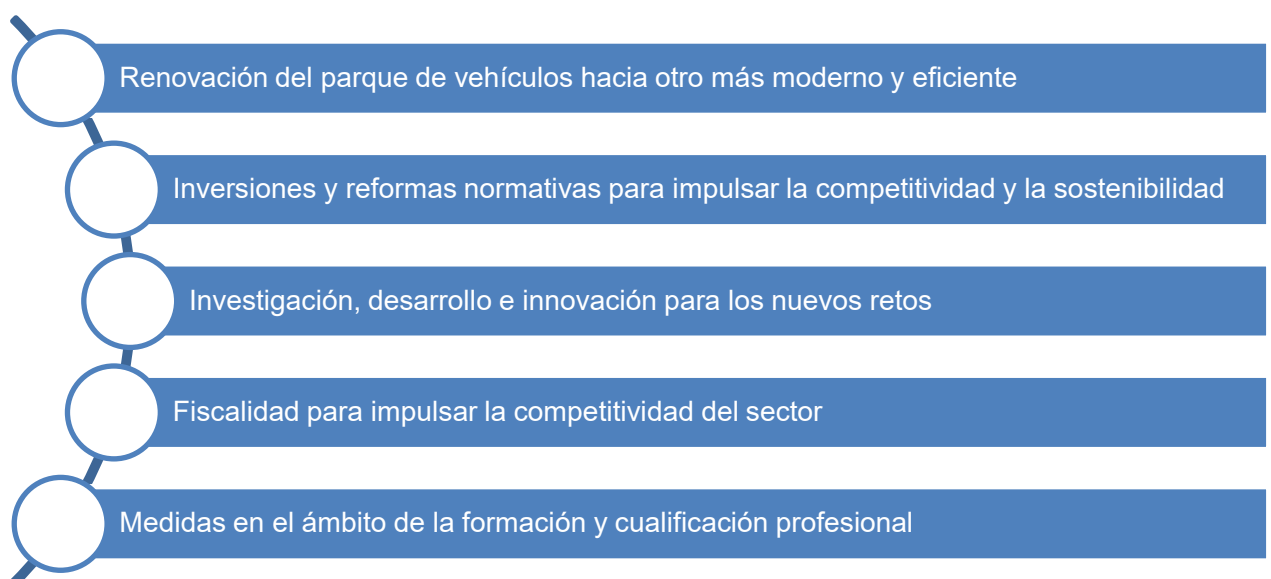 Renovación del parque de vehículos hacia otro más moderno y eficiente
Inversiones y reformas normativas para impulsar la competitividad y la sostenibilidad
Investigación, desarrollo e innovación para los nuevos retos
Fiscalidad para impulsar la competitividad del sector
Medidas en el ámbito de la formación y cualificación profesional